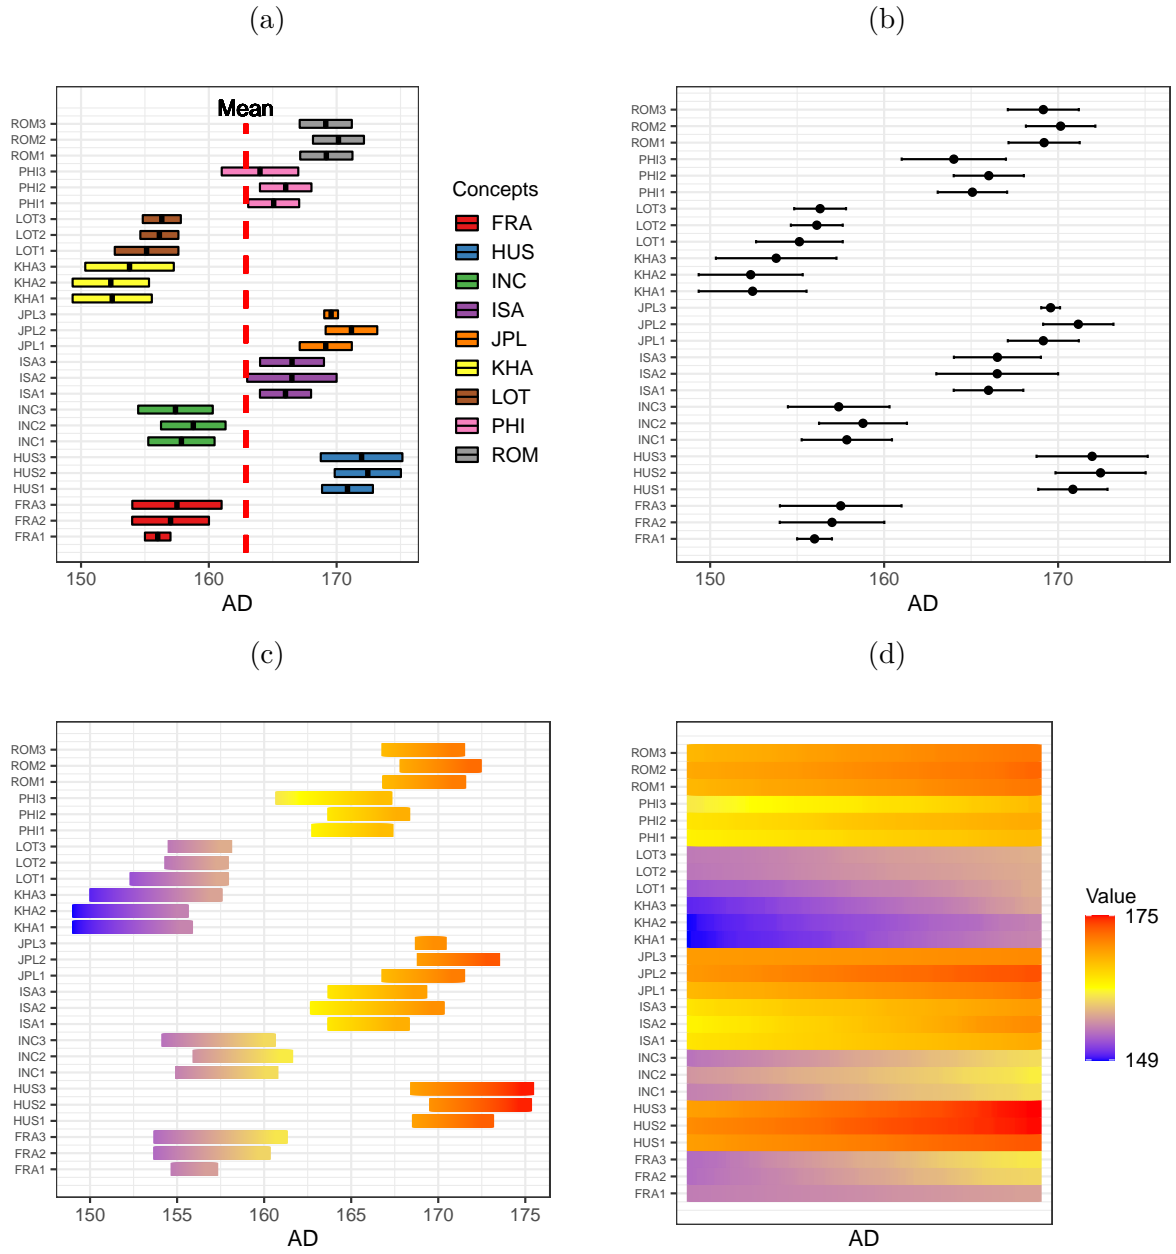 (a)
Mean
ROM3
ROM2
ROM1
PHI3
PHI2
PHI1
LOT3
LOT2
LOT1
KHA3
KHA2
KHA1
JPL3
JPL2
JPL1
ISA3
ISA2
ISA1
INC3
INC2
INC1
HUS3
HUS2
HUS1
FRA3
FRA2
FRA1
150 160 170
AD
Concepts
FRA
HUS
INC
ISA
JPL
KHA
LOT
PHI
ROM
(b)
ROM3
ROM2
ROM1
PHI3
PHI2
PHI1
LOT3
LOT2
LOT1
KHA3
KHA2
KHA1
JPL3
JPL2
JPL1
ISA3
ISA2
ISA1
INC3
INC2
INC1
HUS3
HUS2
HUS1
FRA3
FRA2
FRA1
150 160 170
AD
(c)
ROM3
ROM2
ROM1
PHI3
PHI2
PHI1
LOT3
LOT2
LOT1
KHA3
KHA2
KHA1
JPL3
JPL2
JPL1
ISA3
ISA2
ISA1
INC3
INC2
INC1
HUS3
HUS2
HUS1
FRA3
FRA2
FRA1
150 155 160 165 170 175
AD
(d)
ROM3
ROM2
ROM1
PHI3
PHI2
PHI1
LOT3
LOT2
LOT1
KHA3
KHA2
KHA1
JPL3
JPL2
JPL1
ISA3
ISA2
ISA1
INC3
INC2
INC1
HUS3
HUS2
HUS1
FRA3
FRA2
FRA1
AD
Value
175
149